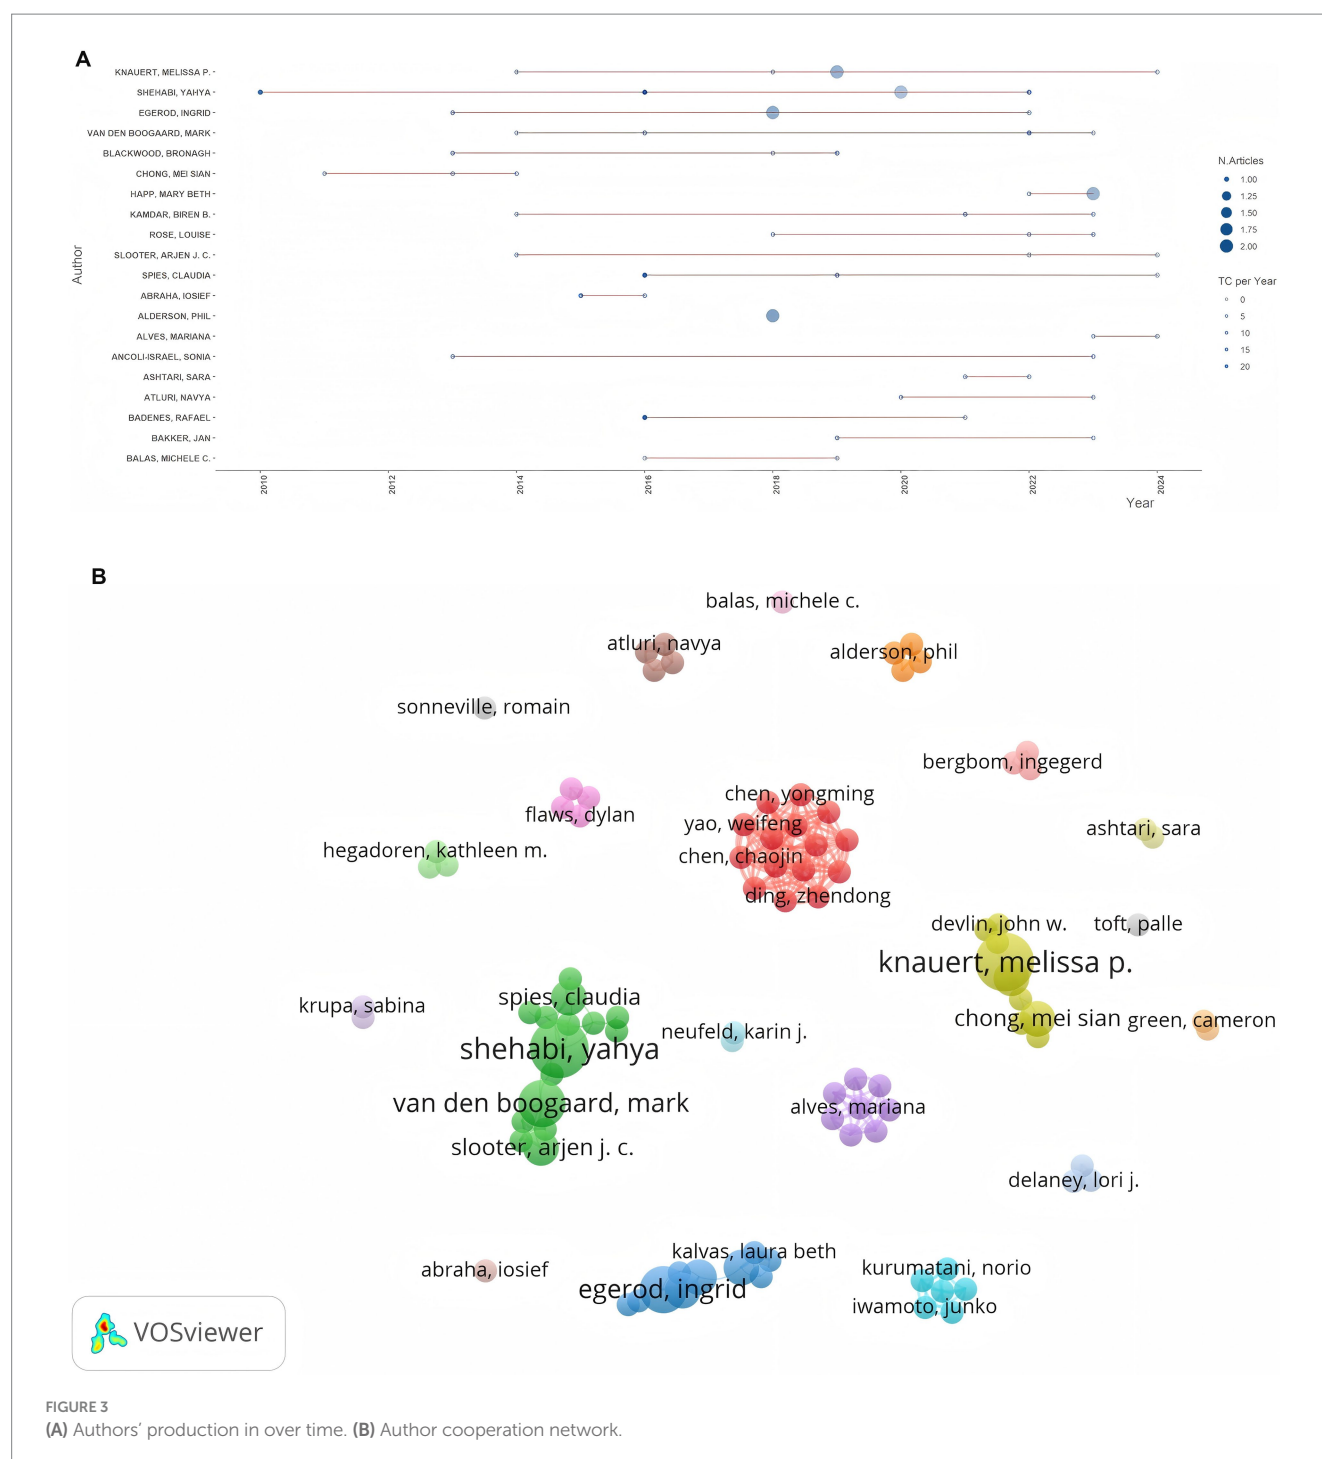 A
KNAUERT, MELISSA P.
SHEHABI, YAHYA
EGEROD, INGRID
VAN DEN BOOGAARD, MARK
BLACKWOOD, BRONAGH
CHONG, MEI SIAN
HAPP, MARY BETH
KAMDAR, BIREN B.
ROSE, LOUISE
SLOOTER, ARJEN J. C.
SPIES, CLAUDIA
ABRAHA, IOSIEF
ALDERSON, PHIL
ALVES, MARIANA
ANCOLI-ISRAEL, SONIA
ASHTARI, SARA
ATLURI, NAVYA
BADENES, RAFAEL
BAKKER, JAN
BALAS, MICHELE C.
Author
2010
2012
2014
2016
2018
2020
2022
2024
Year
N.Articles
1.00
1.25
1.50
1.75
2.00
TC per Year
0
5
10
15
20
B
balas, michele c.
atluri, navya
alderson, phil
sonneville, romain
bergbom, ingegerd
chen, yongming
flaws, dylan
yao, weifeng
ashtari, sara
hegadoren, kathleen m.
chen, chaojin
ding, zhendong
devlin, john w.
toft, palle
knauert, melissa p.
spies, claudia
krupa, sabina
chong, mei sian
green, cameron
neufeld, karin j.
shehabi, yahya
van den boogaard, mark
alves, mariana
slooter, arjen j. c.
delaney, lori j.
kalvas, laura beth
abraha, iosief
kurumatani, norio
egerod, ingrid
iwamoto, junko
VOSviewer
FIGURE 3
(A) Authors' production in over time. (B) Author cooperation network.